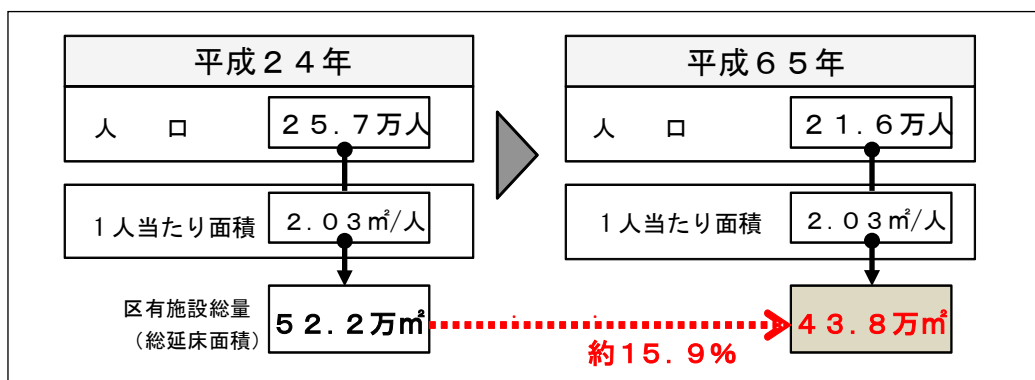 平成２４年
人　　口
２５.７万人
１人当たり面積
２.０３㎡/人
区有施設総量
（総延床面積）
５２.２万㎡
平成６５年
人　　口
２１.６万人
１人当たり面積
２.０３㎡/人
４３.８万㎡
約１５.９%